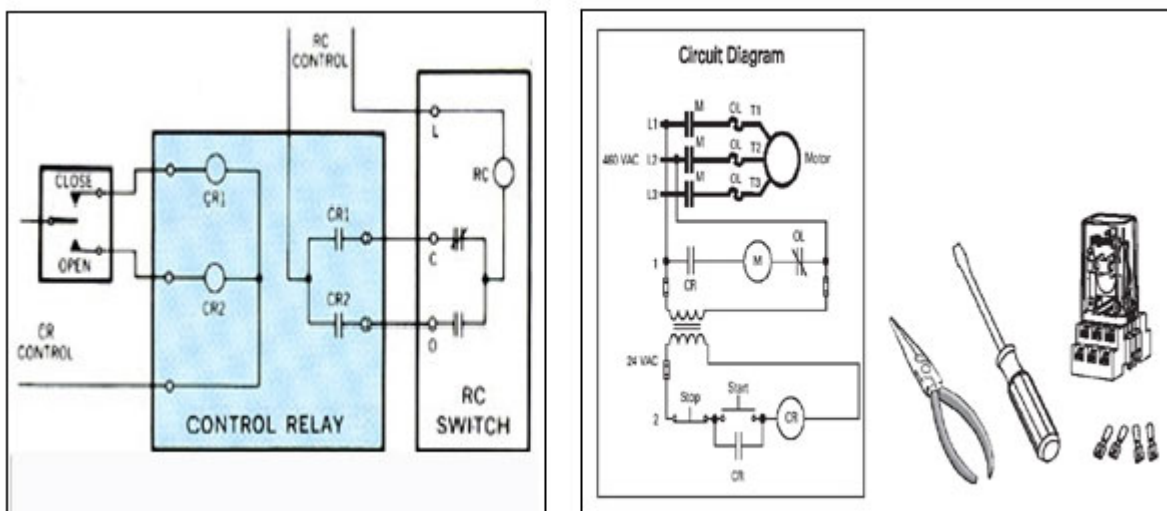 RC
CONTROL
L
RC
CLOSE
OPEN
CR1
CR2
CR1
CR2
C
O
CR
CONTROL
CONTROL RELAY
RC
SWITCH
Circuit Diagram
M OL T1
L1
460 VAC L2 M OL T2 Motor
L3 M OL T3
OL
1 CR M
24 VAC
Stop Start
2 CR
CR